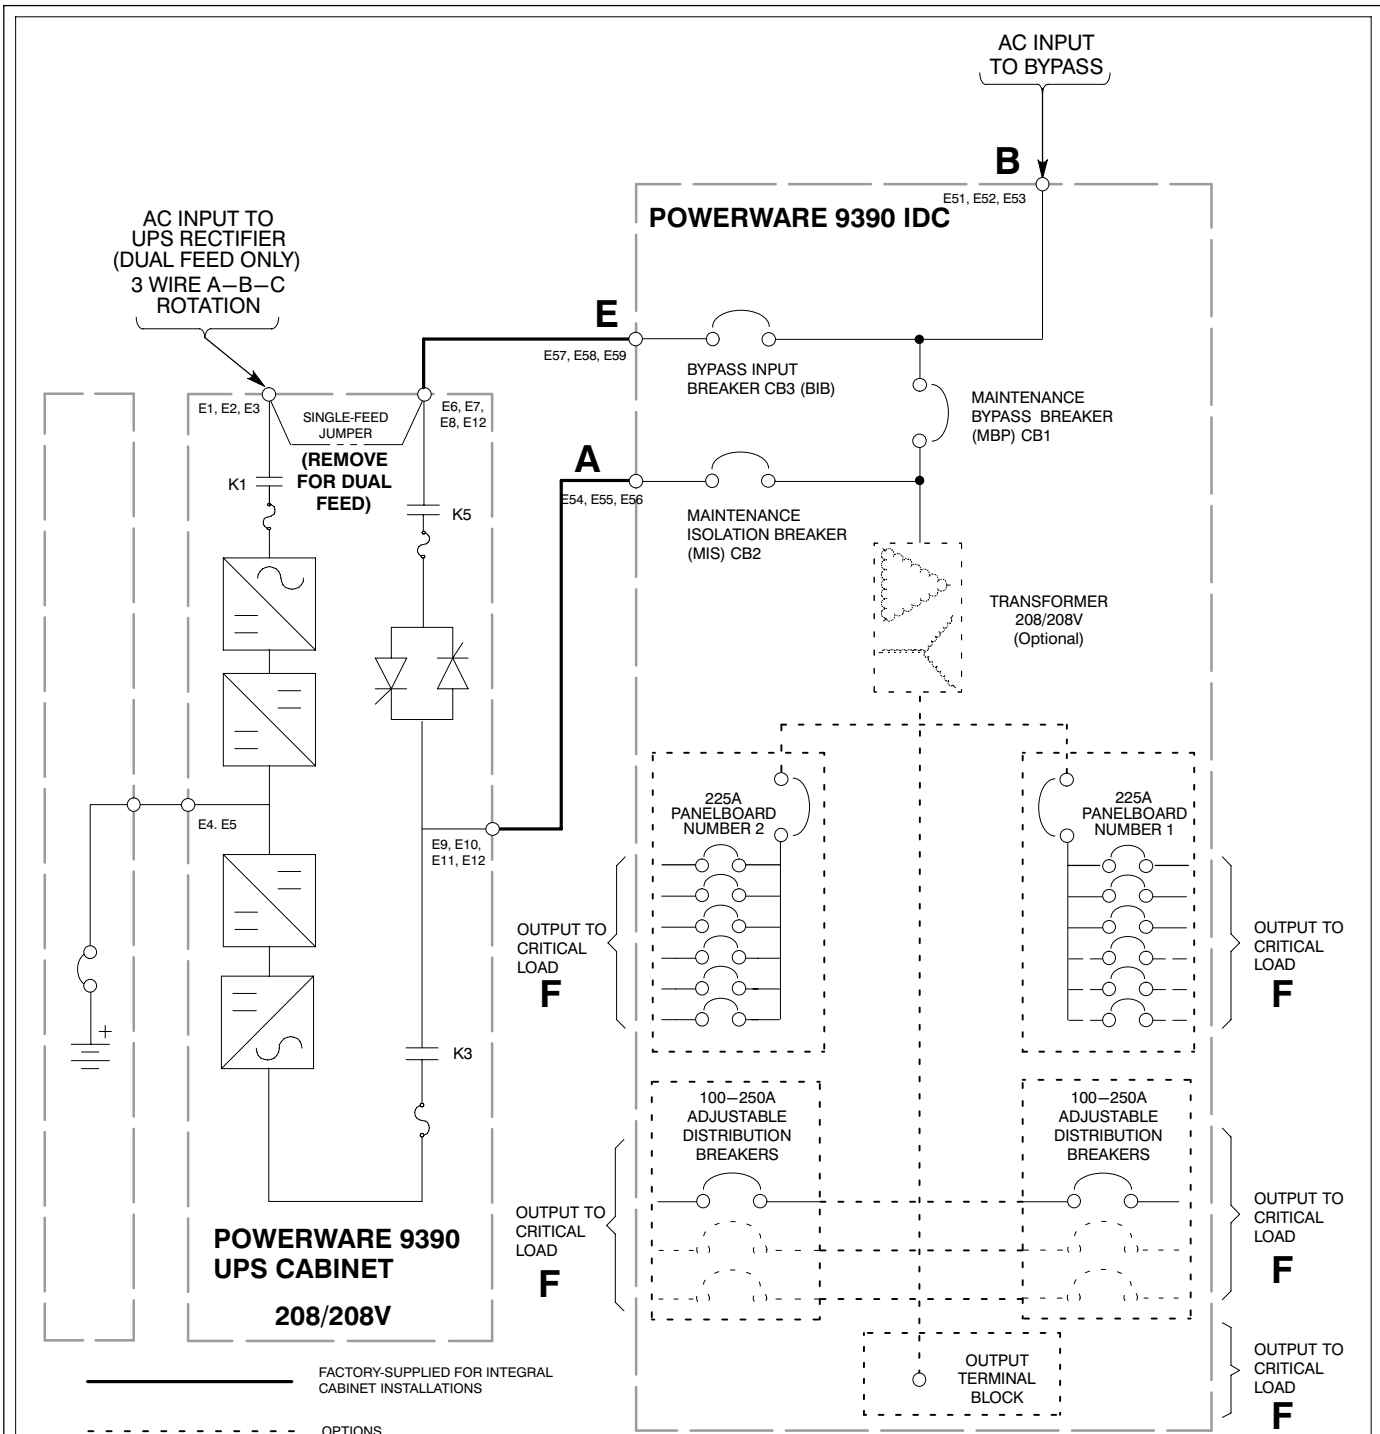 AC INPUT
TO BYPASS
B
E51, E52, E53
POWERWARE 9390 IDC
AC INPUT TO
UPS RECTIFIER
(DUAL FEED ONLY)
3 WIRE A–B–C
ROTATION
E
E57, E58, E59
BYPASS INPUT
BREAKER CB3 (BIB)
MAINTENANCE
BYPASS BREAKER
(MBP) CB1
E1, E2, E3
SINGLE-FEED
JUMPER
(REMOVE
FOR DUAL
FEED)
E6, E7,
E8, E12
K1
K5
A
E54, E55, E56
MAINTENANCE
ISOLATION BREAKER
(MIS) CB2
TRANSFORMER
208/208V
(Optional)
225A
PANELBOARD
NUMBER 2
225A
PANELBOARD
NUMBER 1
E4. E5
E9, E10,
E11, E12
OUTPUT TO
CRITICAL
LOAD
F
OUTPUT TO
CRITICAL
LOAD
F
+
K3
100–250A
ADJUSTABLE
DISTRIBUTION
BREAKERS
100–250A
ADJUSTABLE
DISTRIBUTION
BREAKERS
OUTPUT TO
CRITICAL
LOAD
F
OUTPUT TO
CRITICAL
LOAD
F
POWERWARE 9390
UPS CABINET
208/208V
OUTPUT
TERMINAL
BLOCK
OUTPUT TO
CRITICAL
LOAD
F
FACTORY-SUPPLIED FOR INTEGRAL
CABINET INSTALLATIONS
OPTIONS